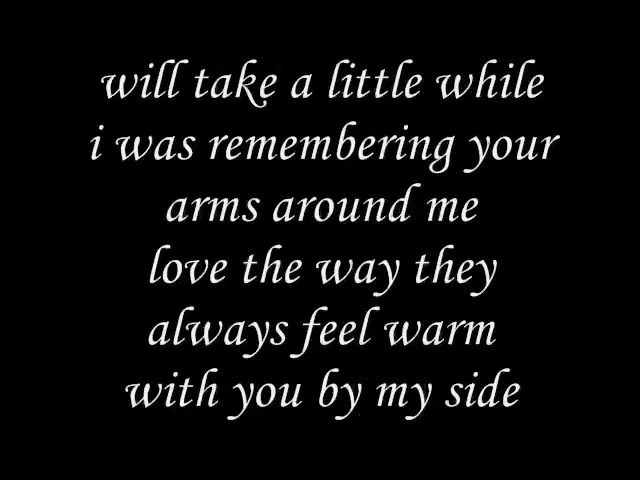 will take a little while
i was remembering your
arms around me
love the way they
always feel warm
with you by my side